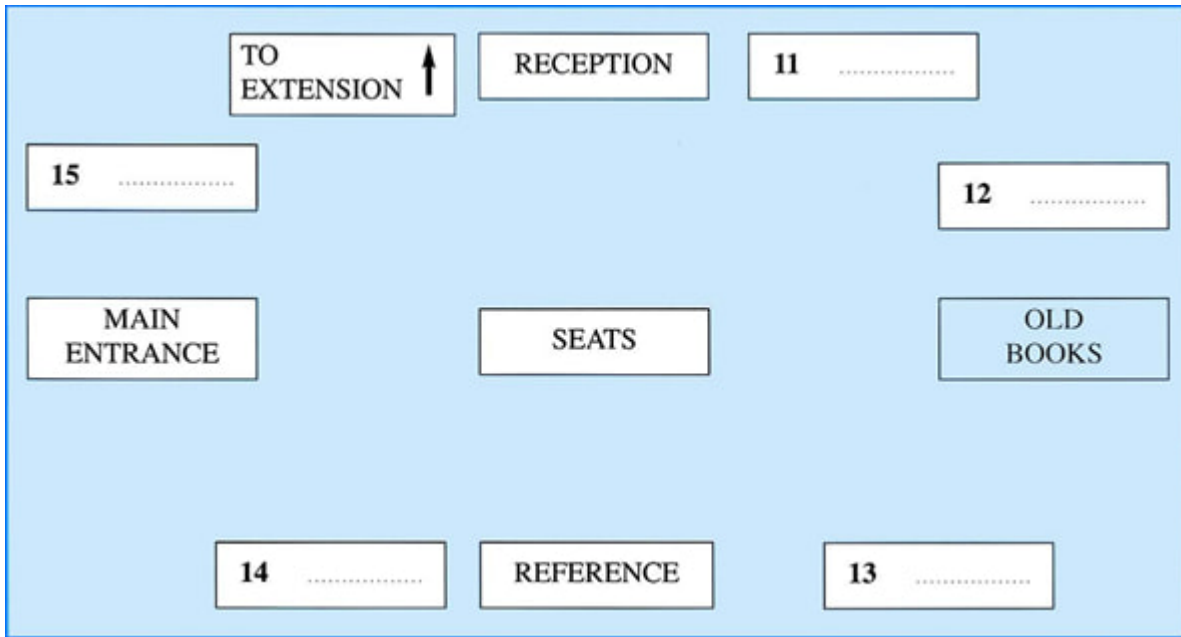 TO
EXTENSION
RECEPTION
11 ................
15 ................
12 ................
MAIN
ENTRANCE
SEATS
OLD
BOOKS
14 ................
REFERENCE
13 ................